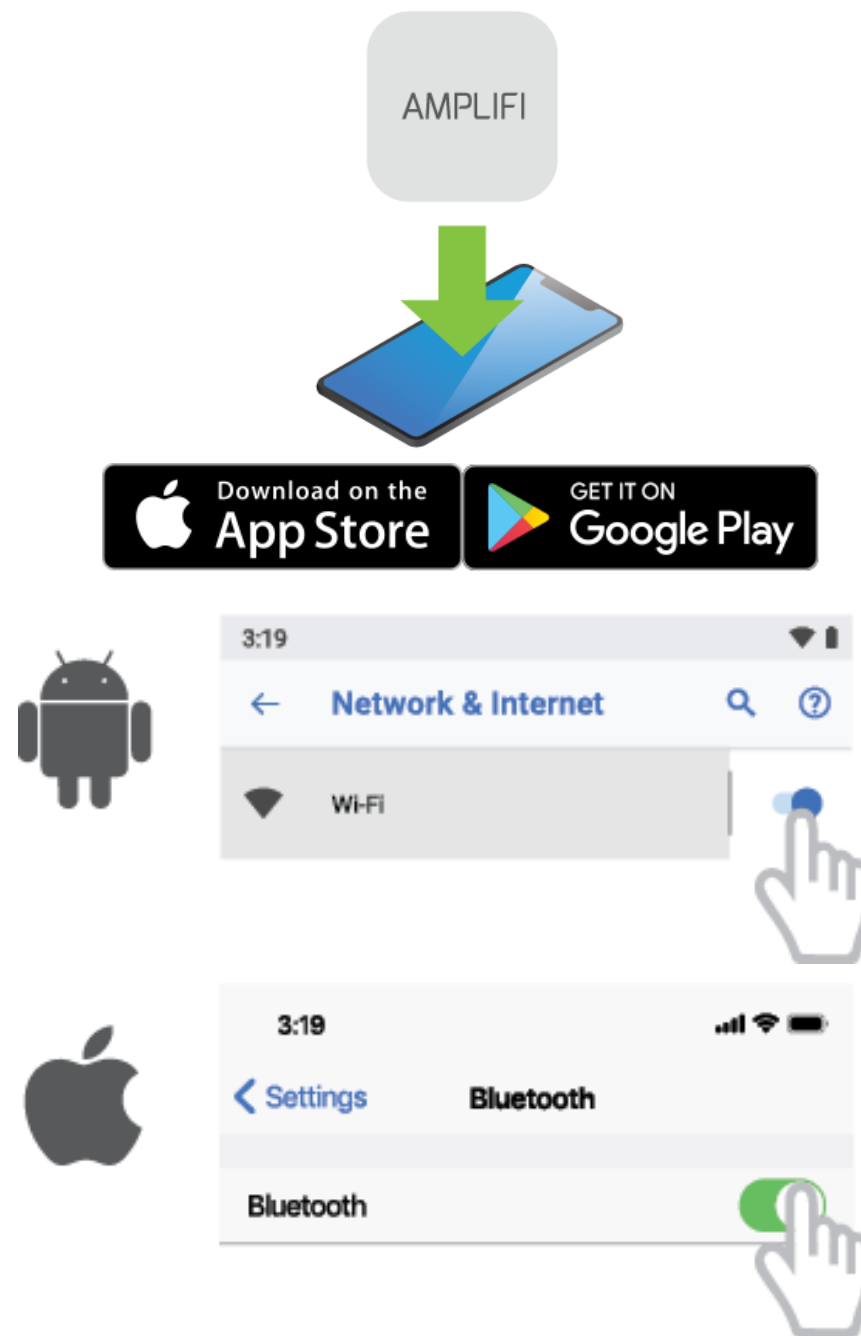 AMPLIFI
Download on the
App Store
GET IT ON
Google Play
3:19
Network & Internet
Wi-Fi
3:19
Settings
Bluetooth
Bluetooth